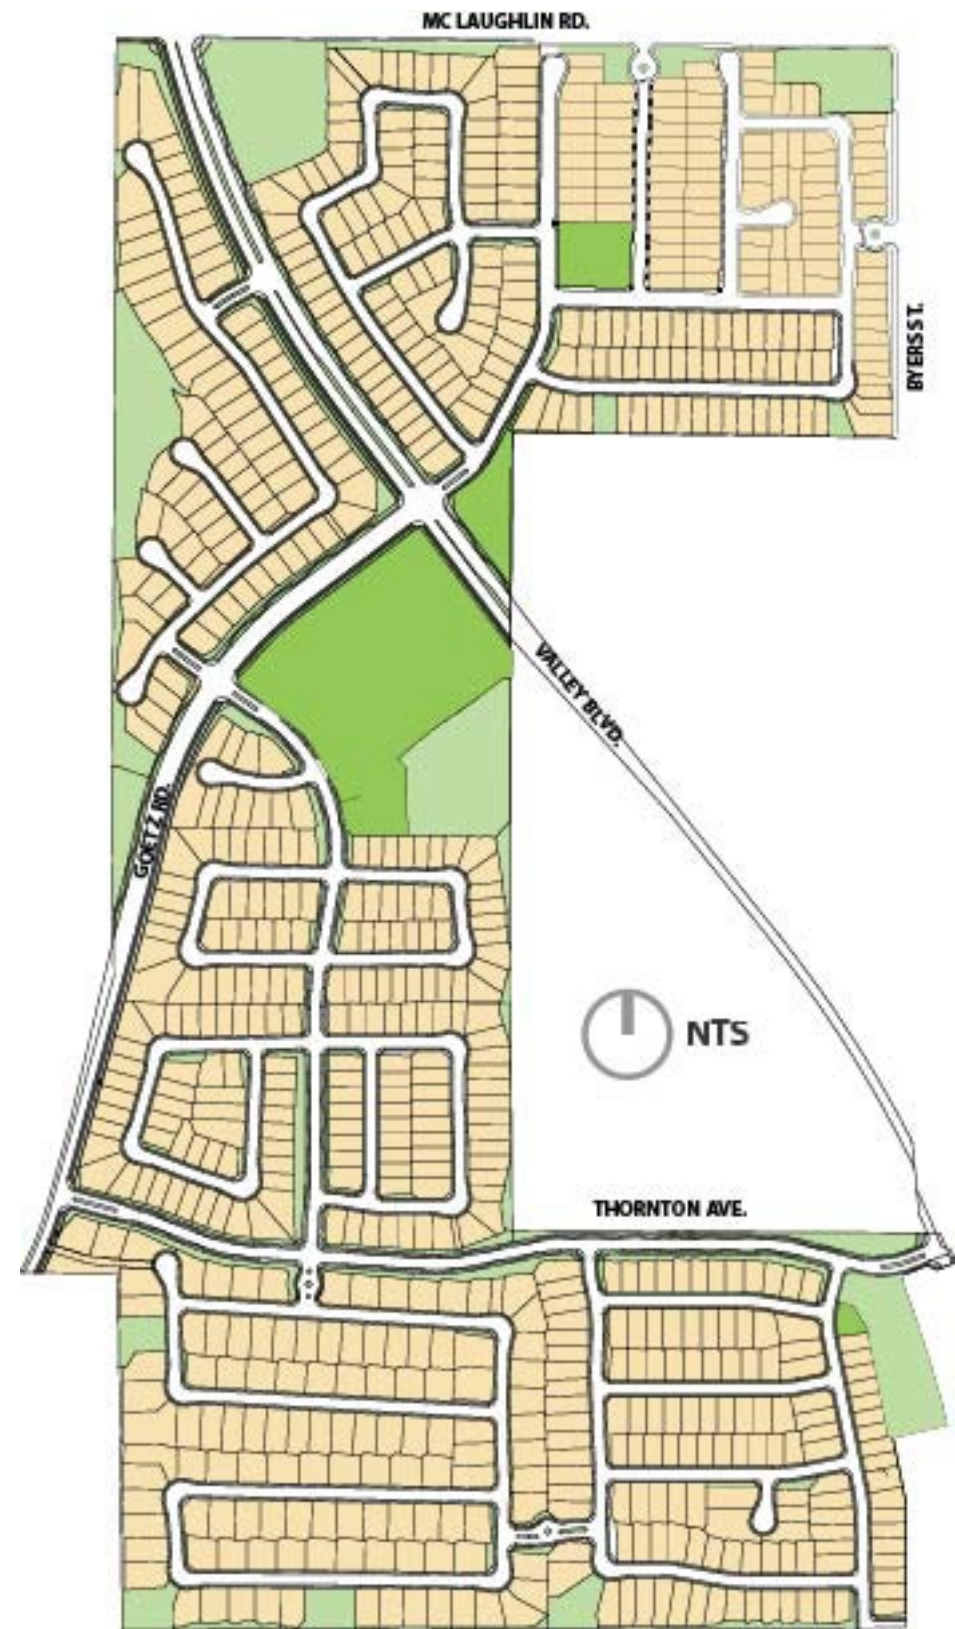 MC LAUGHLIN RD.
BYERS ST.
VALLEY BLVD.
GOETZ RD.
NTS
THORNTON AVE.